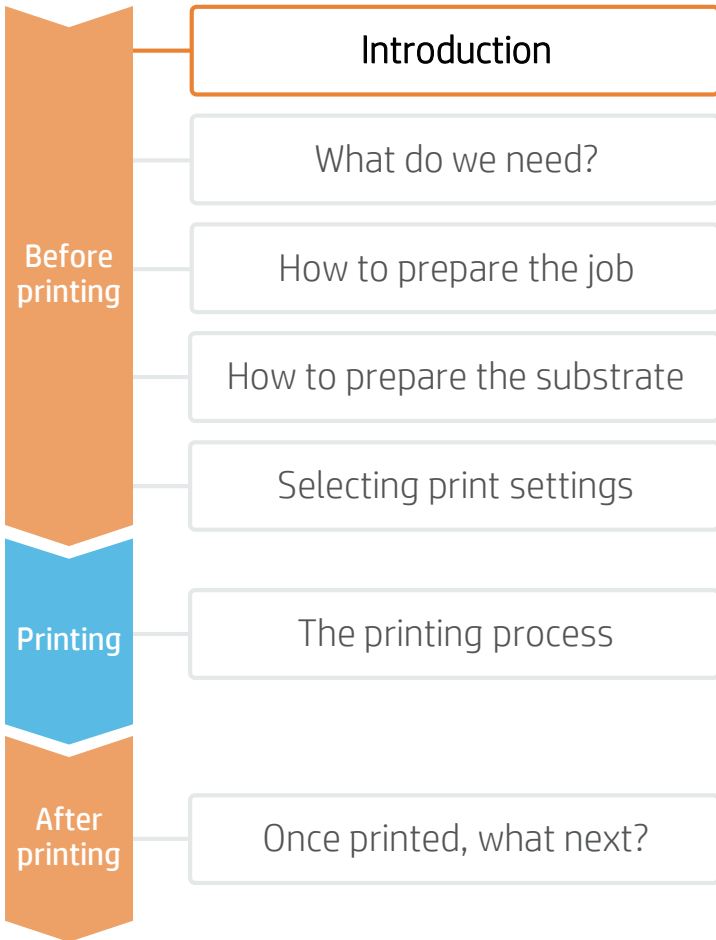 Introduction
What do we need?
Before
printing
How to prepare the job
How to prepare the substrate
Selecting print settings
Printing
The printing process
After
printing
Once printed, what next?